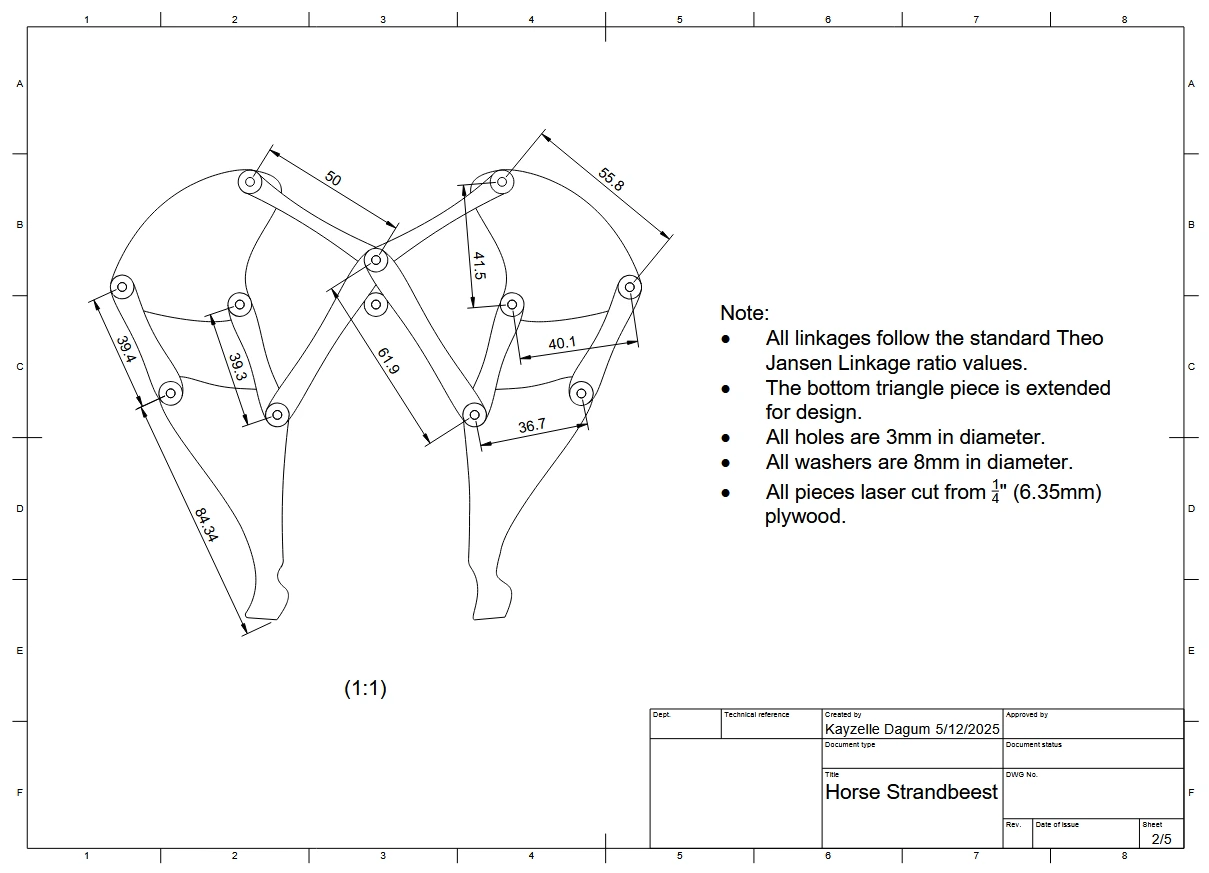 1 2 3 4 5 6 7 8
A A
50
55.8
B B
41.5
Note:
• All linkages follow the standard Theo
Jansen Linkage ratio values.
• The bottom triangle piece is extended
for design.
• All holes are 3mm in diameter.
• All washers are 8mm in diameter.
• All pieces laser cut from 1/4" (6.35mm)
plywood.
39.4
39.3
61.9
40.1
C C
36.7
84.34
D D
E E
(1:1)
Dept. Technical reference Created by Approved by
Kayzelle Dagum 5/12/2025
Document type Document status
Title DWG No.
Horse Strandbeest
F F
Rev. Date of issue Sheet
2/5
1 2 3 4 5 6 7 8